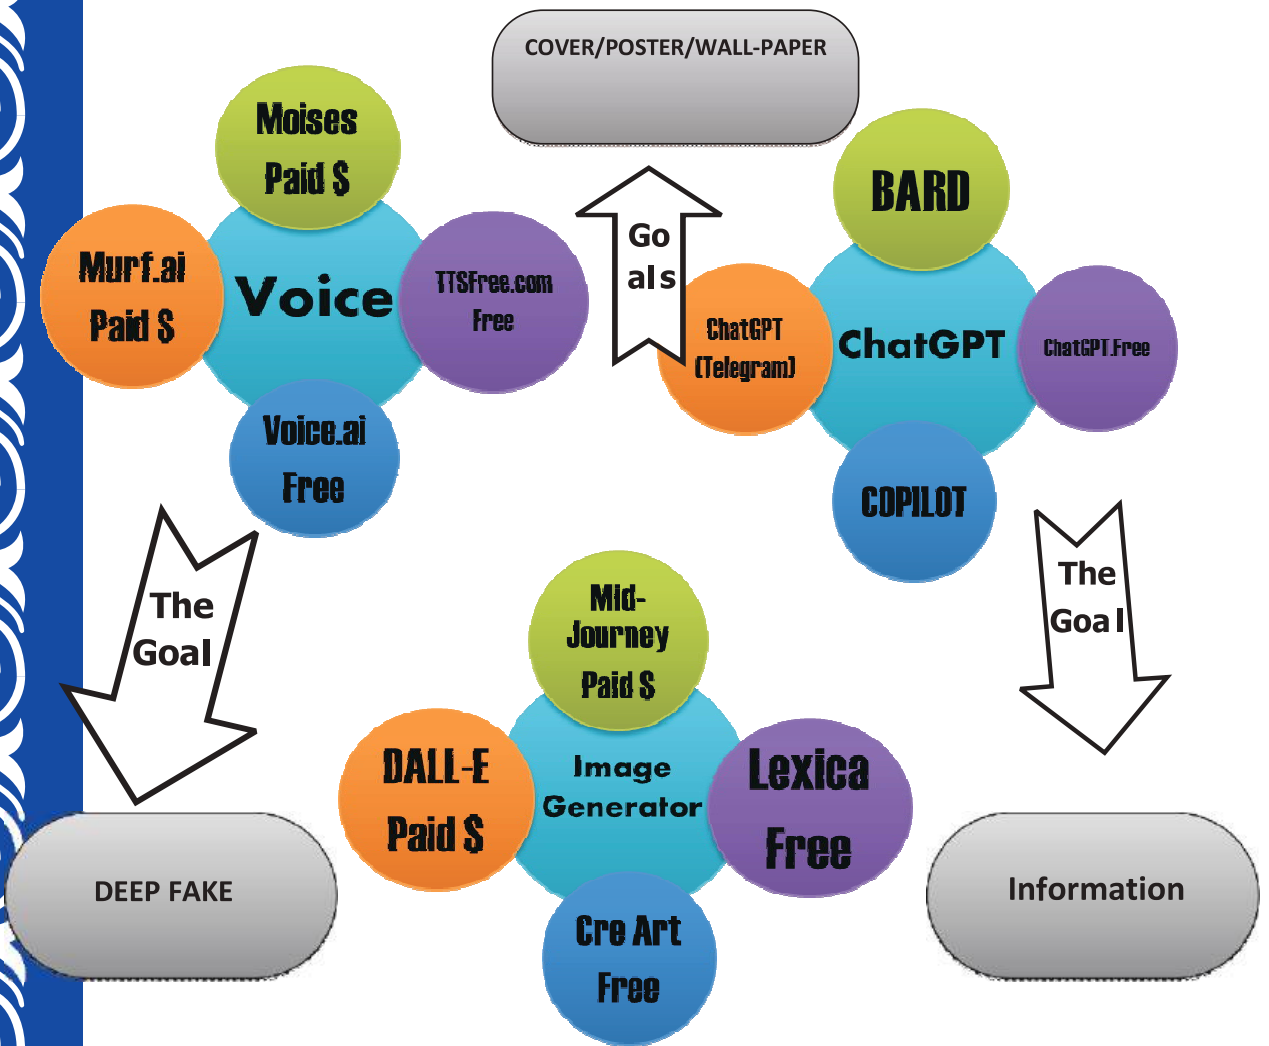 COVER/POSTER/WALL-PAPER
Moises
Paid $
Murf.ai
Paid $
Voice
TTSFree.com
Free
Voice.ai
Free
Go
als
BARD
ChatGPT
(Telegram)
ChatGPT
ChatGPT.Free
COPILOT
The
Goal
The
Goal
Mid-
Journey
Paid $
DALL-E
Paid $
Image
Generator
Lexica
Free
Cre Art
Free
DEEP FAKE
Information